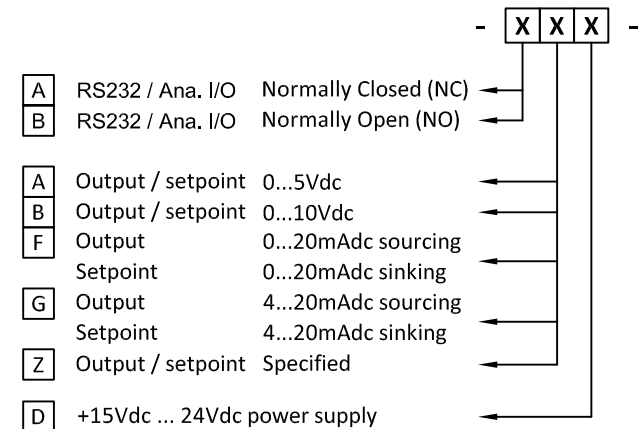 - X X X -
A RS232 / Ana. I/O Normally Closed (NC)
B RS232 / Ana. I/O Normally Open (NO)
A Output / setpoint 0...5Vdc
B Output / setpoint 0...10Vdc
F Output 0...20mAdc sourcing
Setpoint 0...20mAdc sinking
G Output 4...20mAdc sourcing
Setpoint 4...20mAdc sinking
Z Output / setpoint Specified
D +15Vdc ... 24Vdc power supply